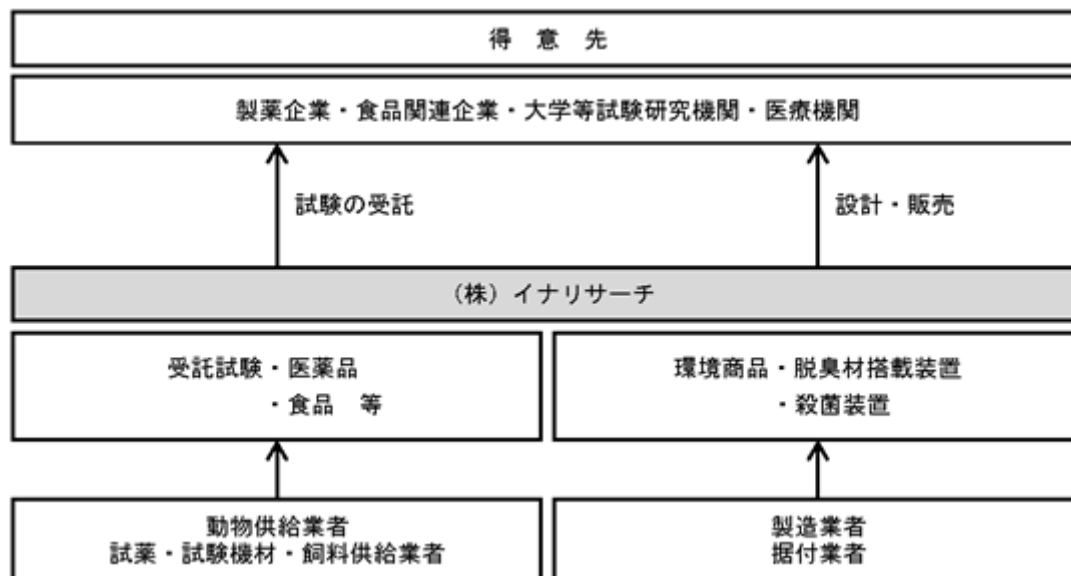 得　意　先
製薬企業・食品関連企業・大学等試験研究機関・医療機関
試験の受託
設計・販売
（株）イナリサーチ
受託試験・医薬品
・食品　等
環境商品・脱臭材搭載装置
・殺菌装置
動物供給業者
試薬・試験機材・飼料供給業者
製造業者
据付業者